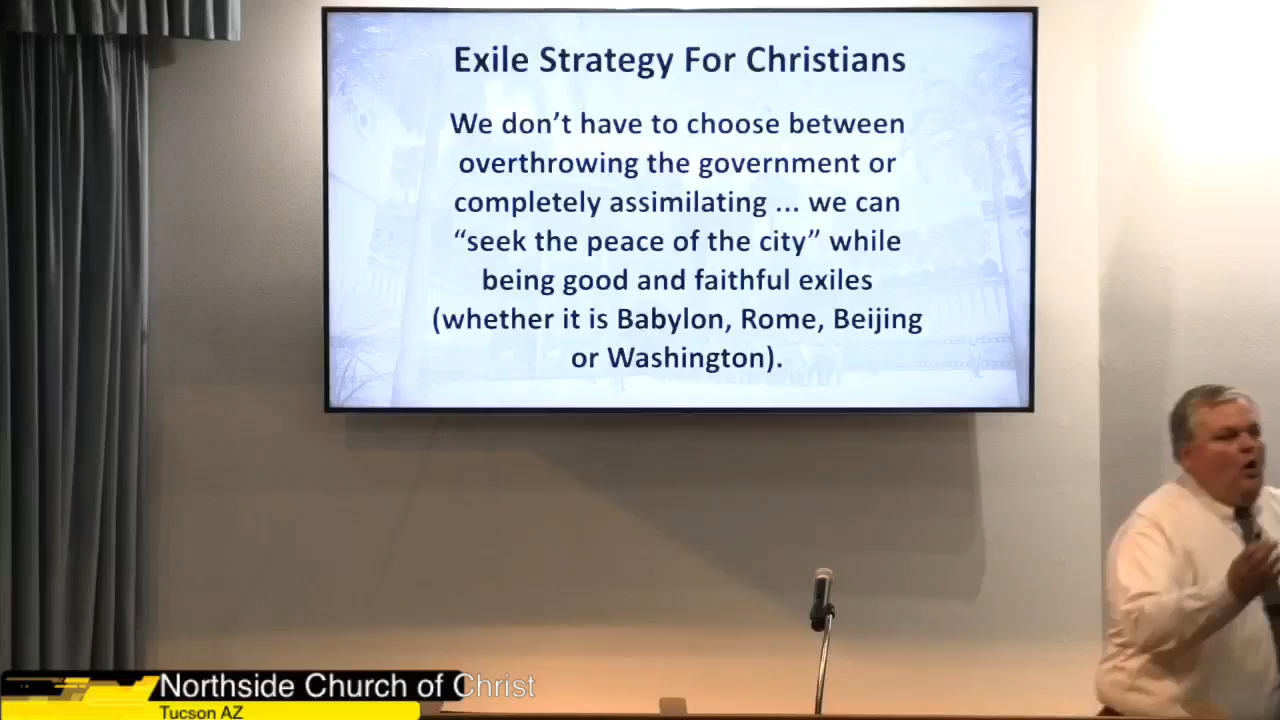 Exile Strategy For Christians
We don’t have to choose between
overthrowing the government or
completely assimilating ... we can
“seek the peace of the city” while
being good and faithful exiles
(whether it is Babylon, Rome, Beijing
or Washington).
Northside Church of Christ
Tucson AZ